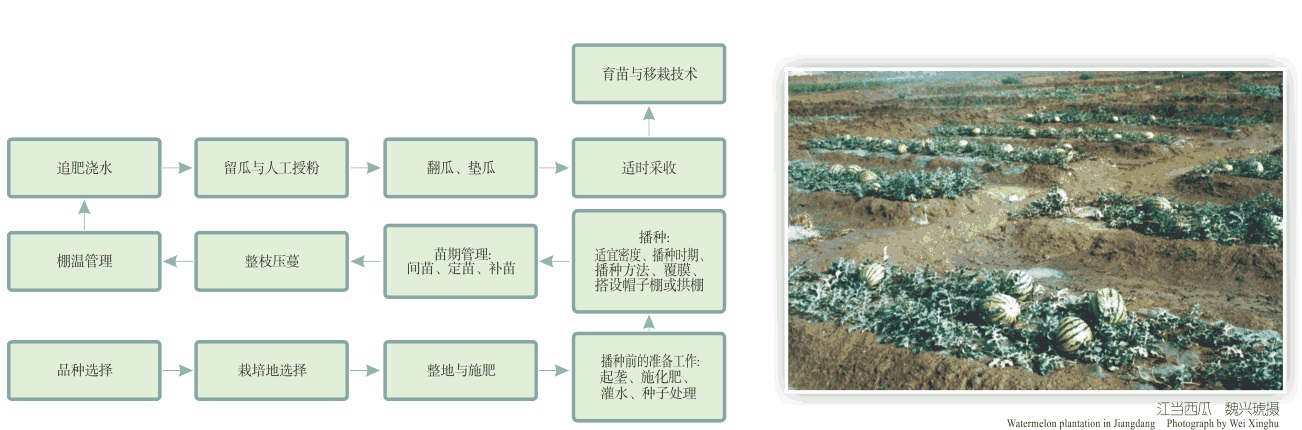 育苗与移栽技术
追肥浇水
留瓜与人工授粉
翻瓜、垫瓜
适时采收
棚温管理
整枝压蔓
苗期管理:
间苗、定苗、补苗
播种:
适宜密度、播种时期、
播种方法、覆膜、
搭设帽子棚或拱棚
品种选择
栽培地选择
整地与施肥
播种前的准备工作:
起垄、施化肥、
灌水、种子处理
江当西瓜 魏兴琥摄
Watermelon plantation in Jiangdang Photograph by Wei Xinghu